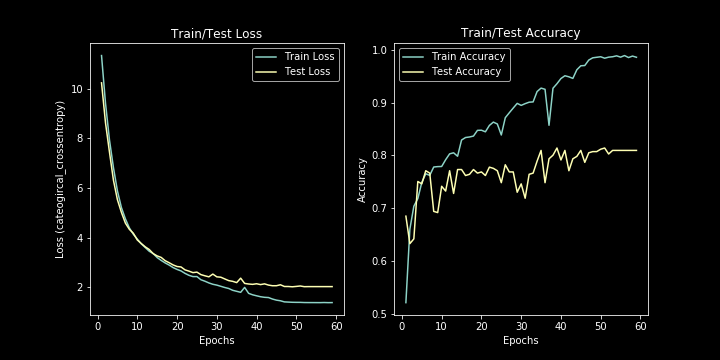 Train/Test Loss
Train Loss
Test Loss
10
8
6
4
2
0
10
20
30
40
50
60
Epochs
Loss (cateogircal_crossentropy)
Train/Test Accuracy
Train Accuracy
Test Accuracy
1.0
0.9
0.8
0.7
0.6
0.5
0
10
20
30
40
50
60
Epochs
Accuracy